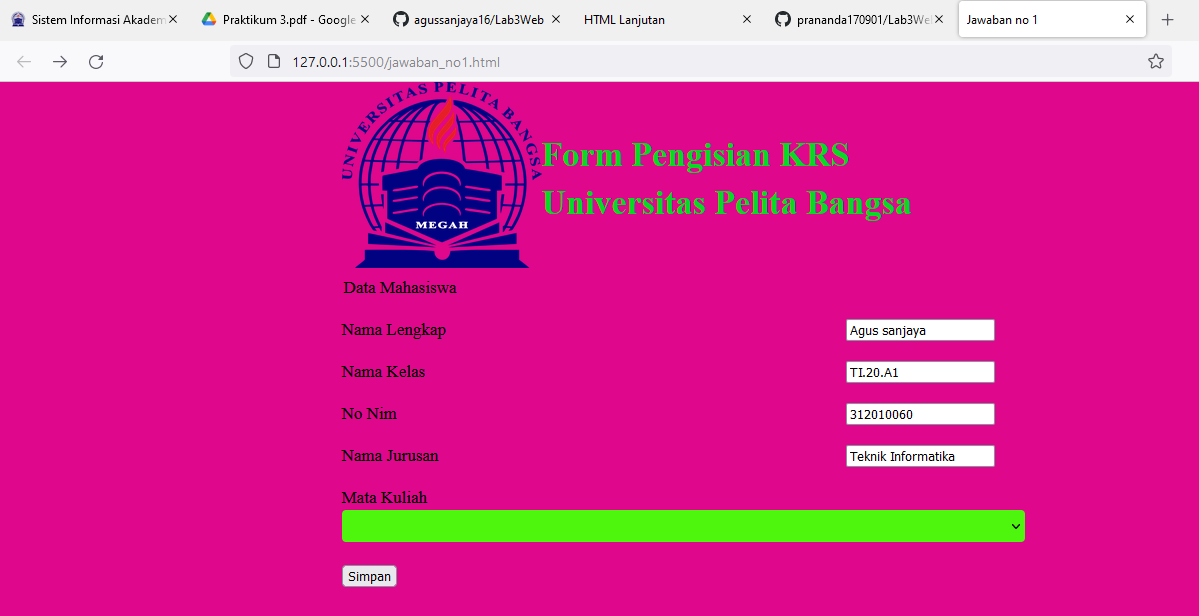 Sistem Informasi Akadem
Praktikum 3.pdf - Google
agussanjaya16/Lab3Web
HTML Lanjutan
prananda170901/Lab3We
Jawaban no 1
127.0.0.1:5500/jawaban_no1.html
UNIVERSITAS PELITA BANGSA
MEGAH
Form Pengisian KRS
Universitas Pelita Bangsa
Data Mahasiswa
Nama Lengkap Agus sanjaya
Nama Kelas TI.20.A1
No Nim 312010060
Nama Jurusan Teknik Informatika
Mata Kuliah
Simpan